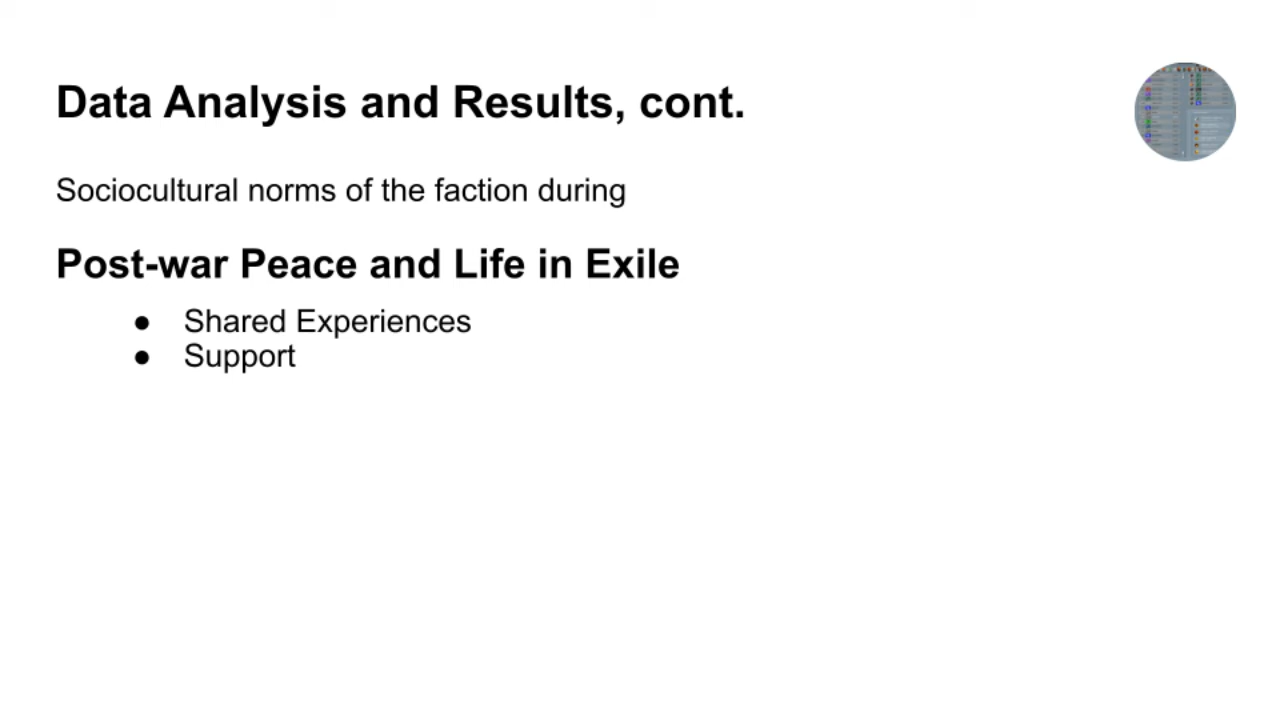 Data Analysis and Results, cont.
Sociocultural norms of the faction during
Post-war Peace and Life in Exile
● Shared Experiences
● Support